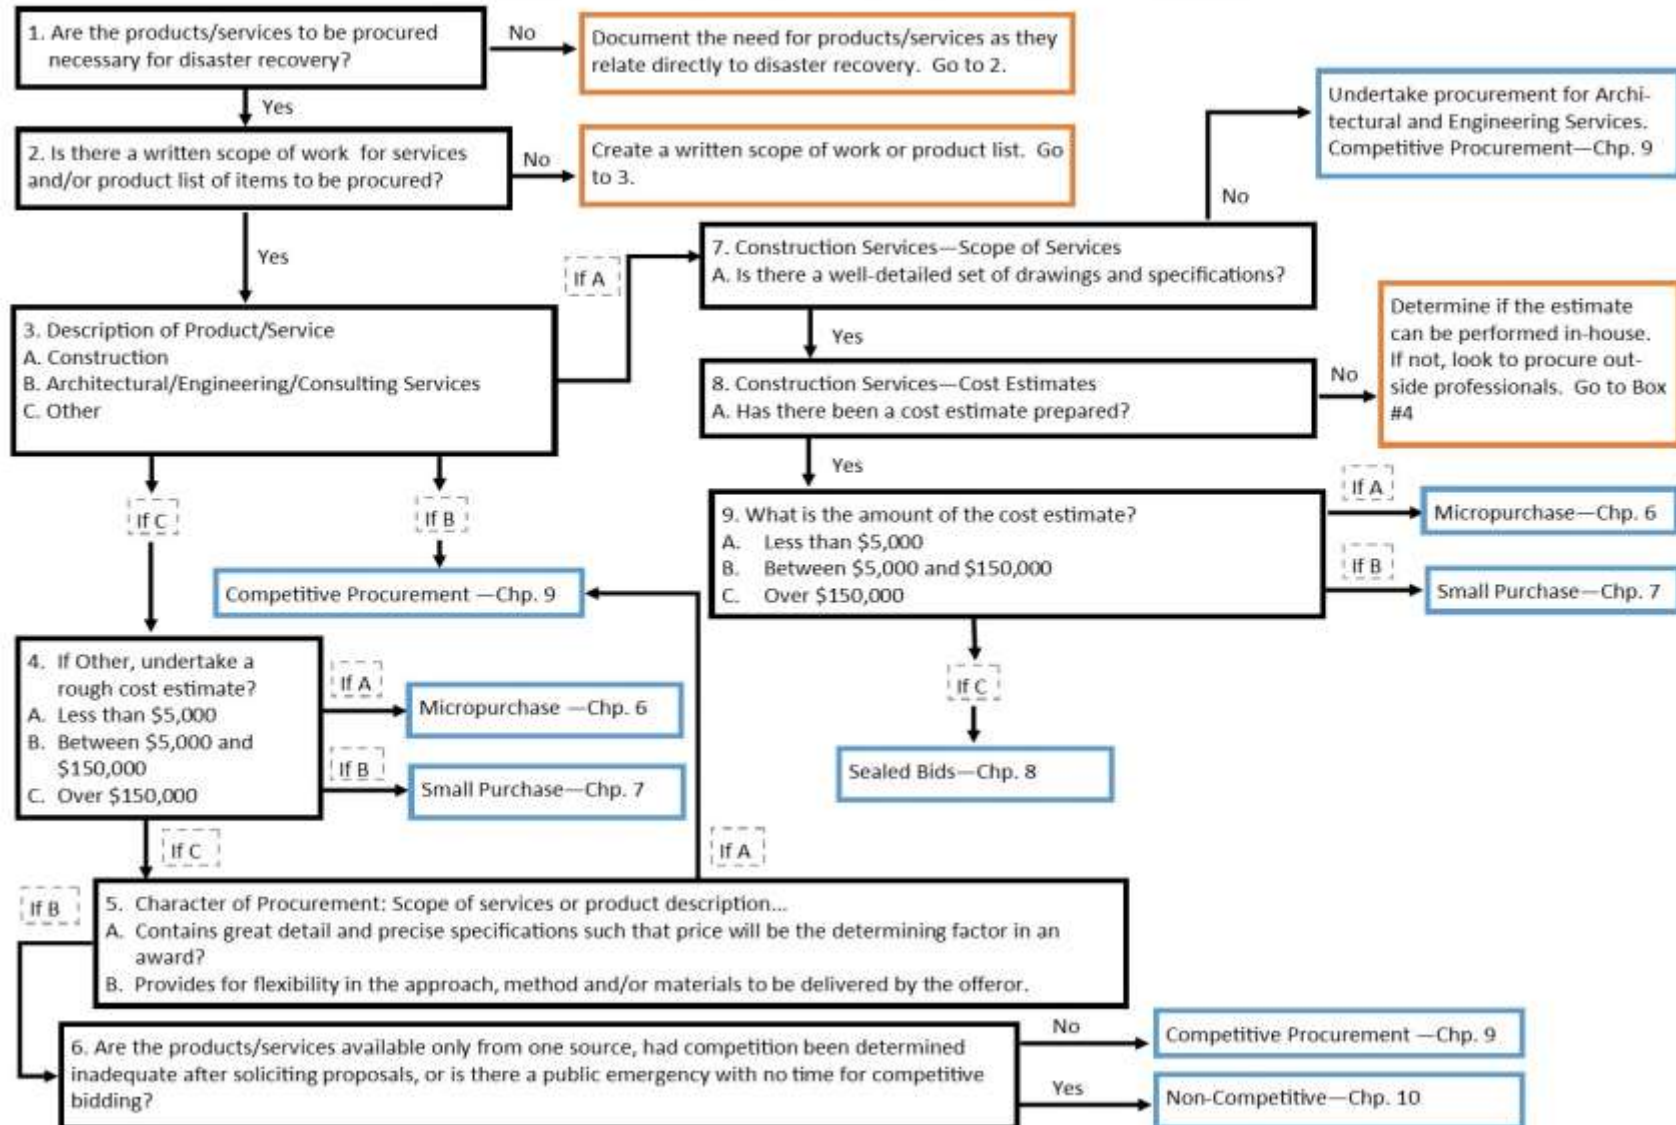 1. Are the products/services to be procured
necessary for disaster recovery?
No
Document the need for products/services as they
relate directly to disaster recovery.  Go to 2.
Yes
2. Is there a written scope of work  for services
and/or product list of items to be procured?
No
Create a written scope of work or product list.  Go
to 3.
Undertake procurement for Archi-
tectural and Engineering Services.
Competitive Procurement—Chp. 9
No
Yes
If A
7. Construction Services—Scope of Services
A. Is there a well-detailed set of drawings and specifications?
Yes
3. Description of Product/Service
A. Construction
B. Architectural/Engineering/Consulting Services
C. Other
8. Construction Services—Cost Estimates
A. Has there been a cost estimate prepared?
No
Determine if the estimate
can be performed in-house.
If not, look to procure out-
side professionals.  Go to Box
#4
Yes
If C
If B
Competitive Procurement —Chp. 9
9. What is the amount of the cost estimate?
A. Less than $5,000
B. Between $5,000 and $150,000
C. Over $150,000
If A
Micropurchase—Chp. 6
If B
Small Purchase—Chp. 7
If C
Sealed Bids—Chp. 8
4. If Other, undertake a
rough cost estimate?
A. Less than $5,000
B. Between $5,000 and
$150,000
C. Over $150,000
If A
Micropurchase —Chp. 6
If B
Small Purchase—Chp. 7
If C
If A
If B
5. Character of Procurement: Scope of services or product description...
A. Contains great detail and precise specifications such that price will be the determining factor in an
award?
B. Provides for flexibility in the approach, method and/or materials to be delivered by the offeror.
6. Are the products/services available only from one source, had competition been determined
inadequate after soliciting proposals, or is there a public emergency with no time for competitive
bidding?
No
Competitive Procurement —Chp. 9
Yes
Non-Competitive—Chp. 10